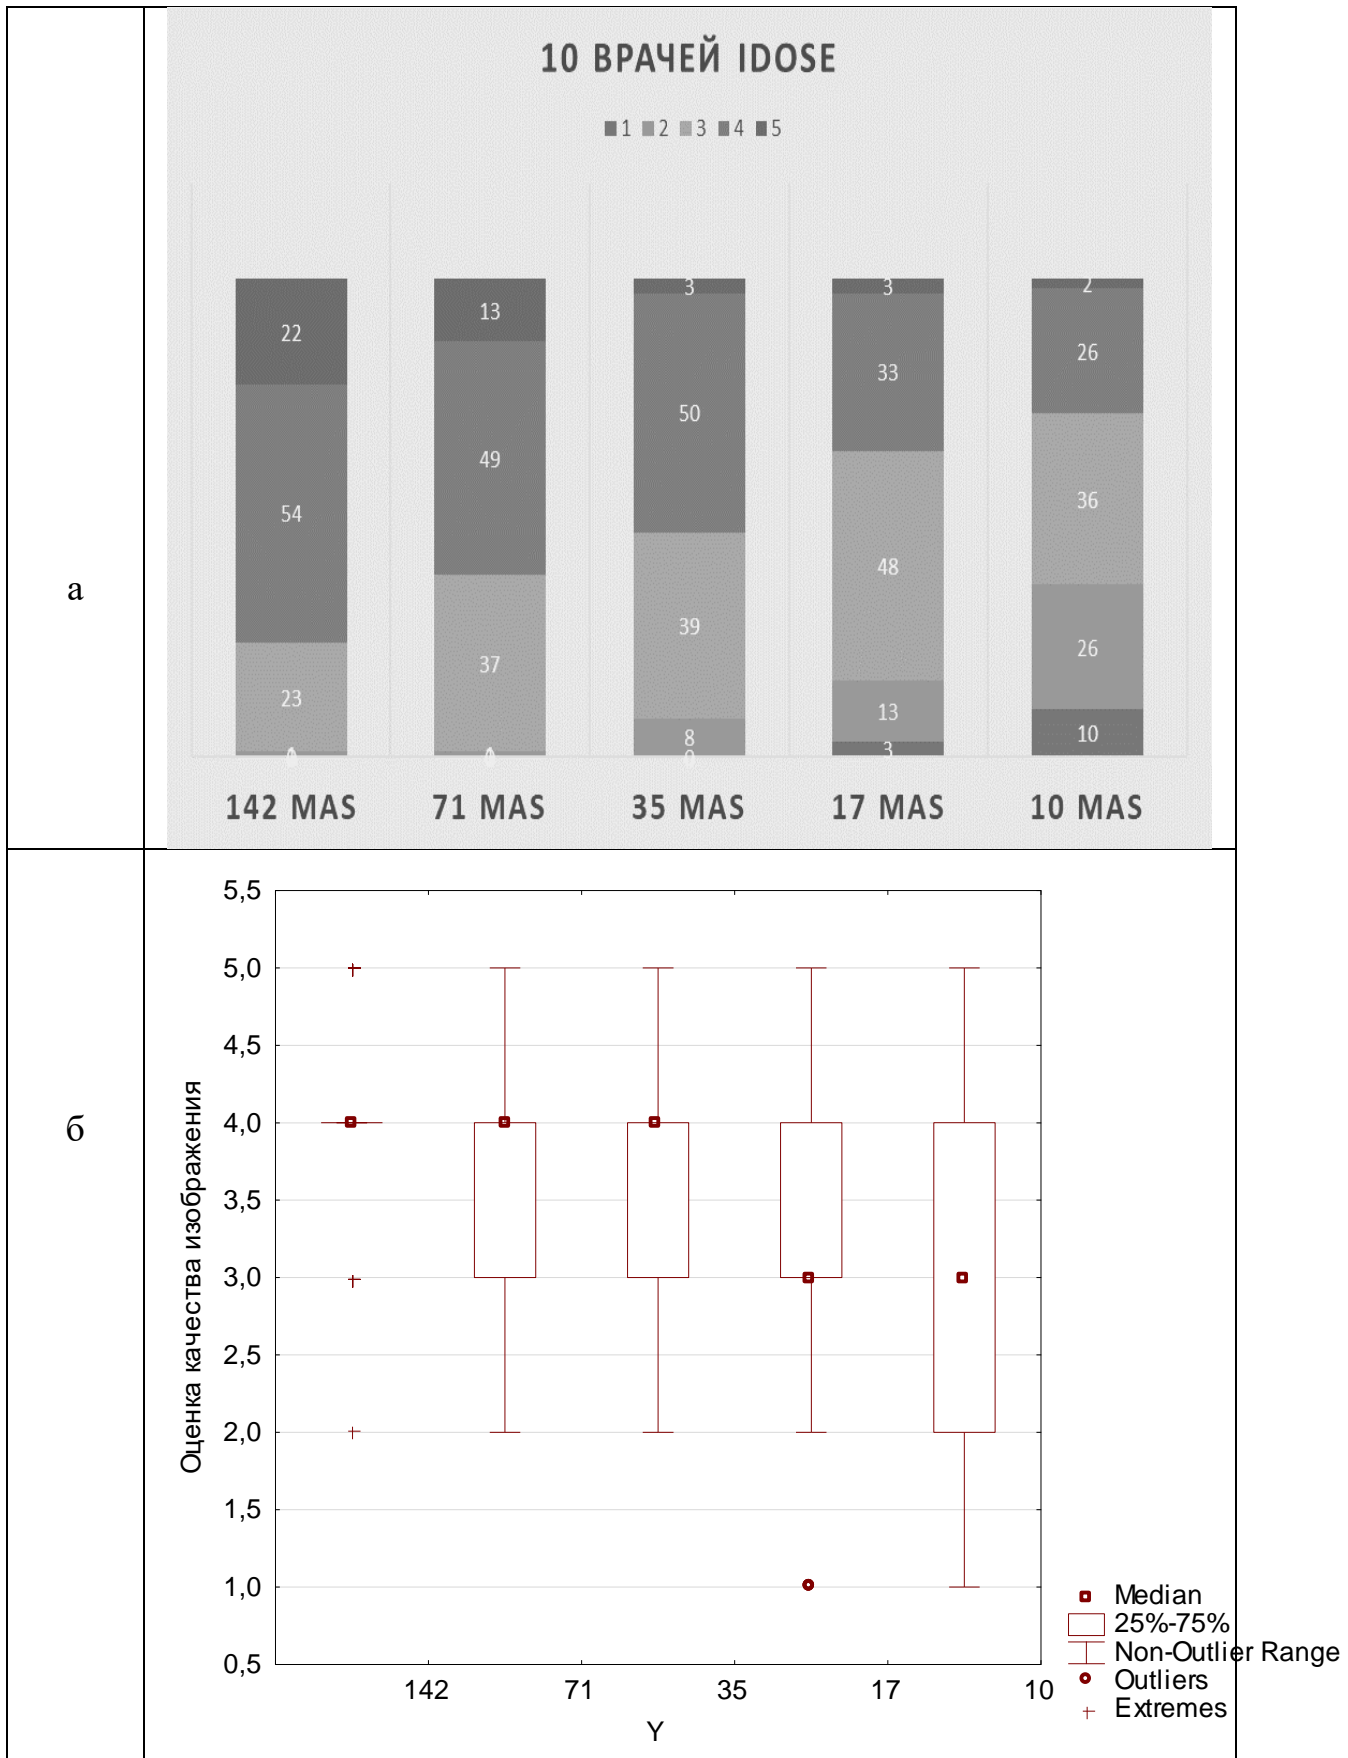 а
10 ВРАЧЕЙ IDOSE
1 2 3 4 5
22 13 3 3 2
54 49 50 33 26
23 37 39 48 36
8 13 26
0 3 10
142 MAS 71 MAS 35 MAS 17 MAS 10 MAS
б
Оценка качества изображения
5,5
5,0
4,5
4,0
3,5
3,0
2,5
2,0
1,5
1,0
0,5
142 71 35 17 10
Y
Median
25%-75%
Non-Outlier Range
Outliers
Extremes